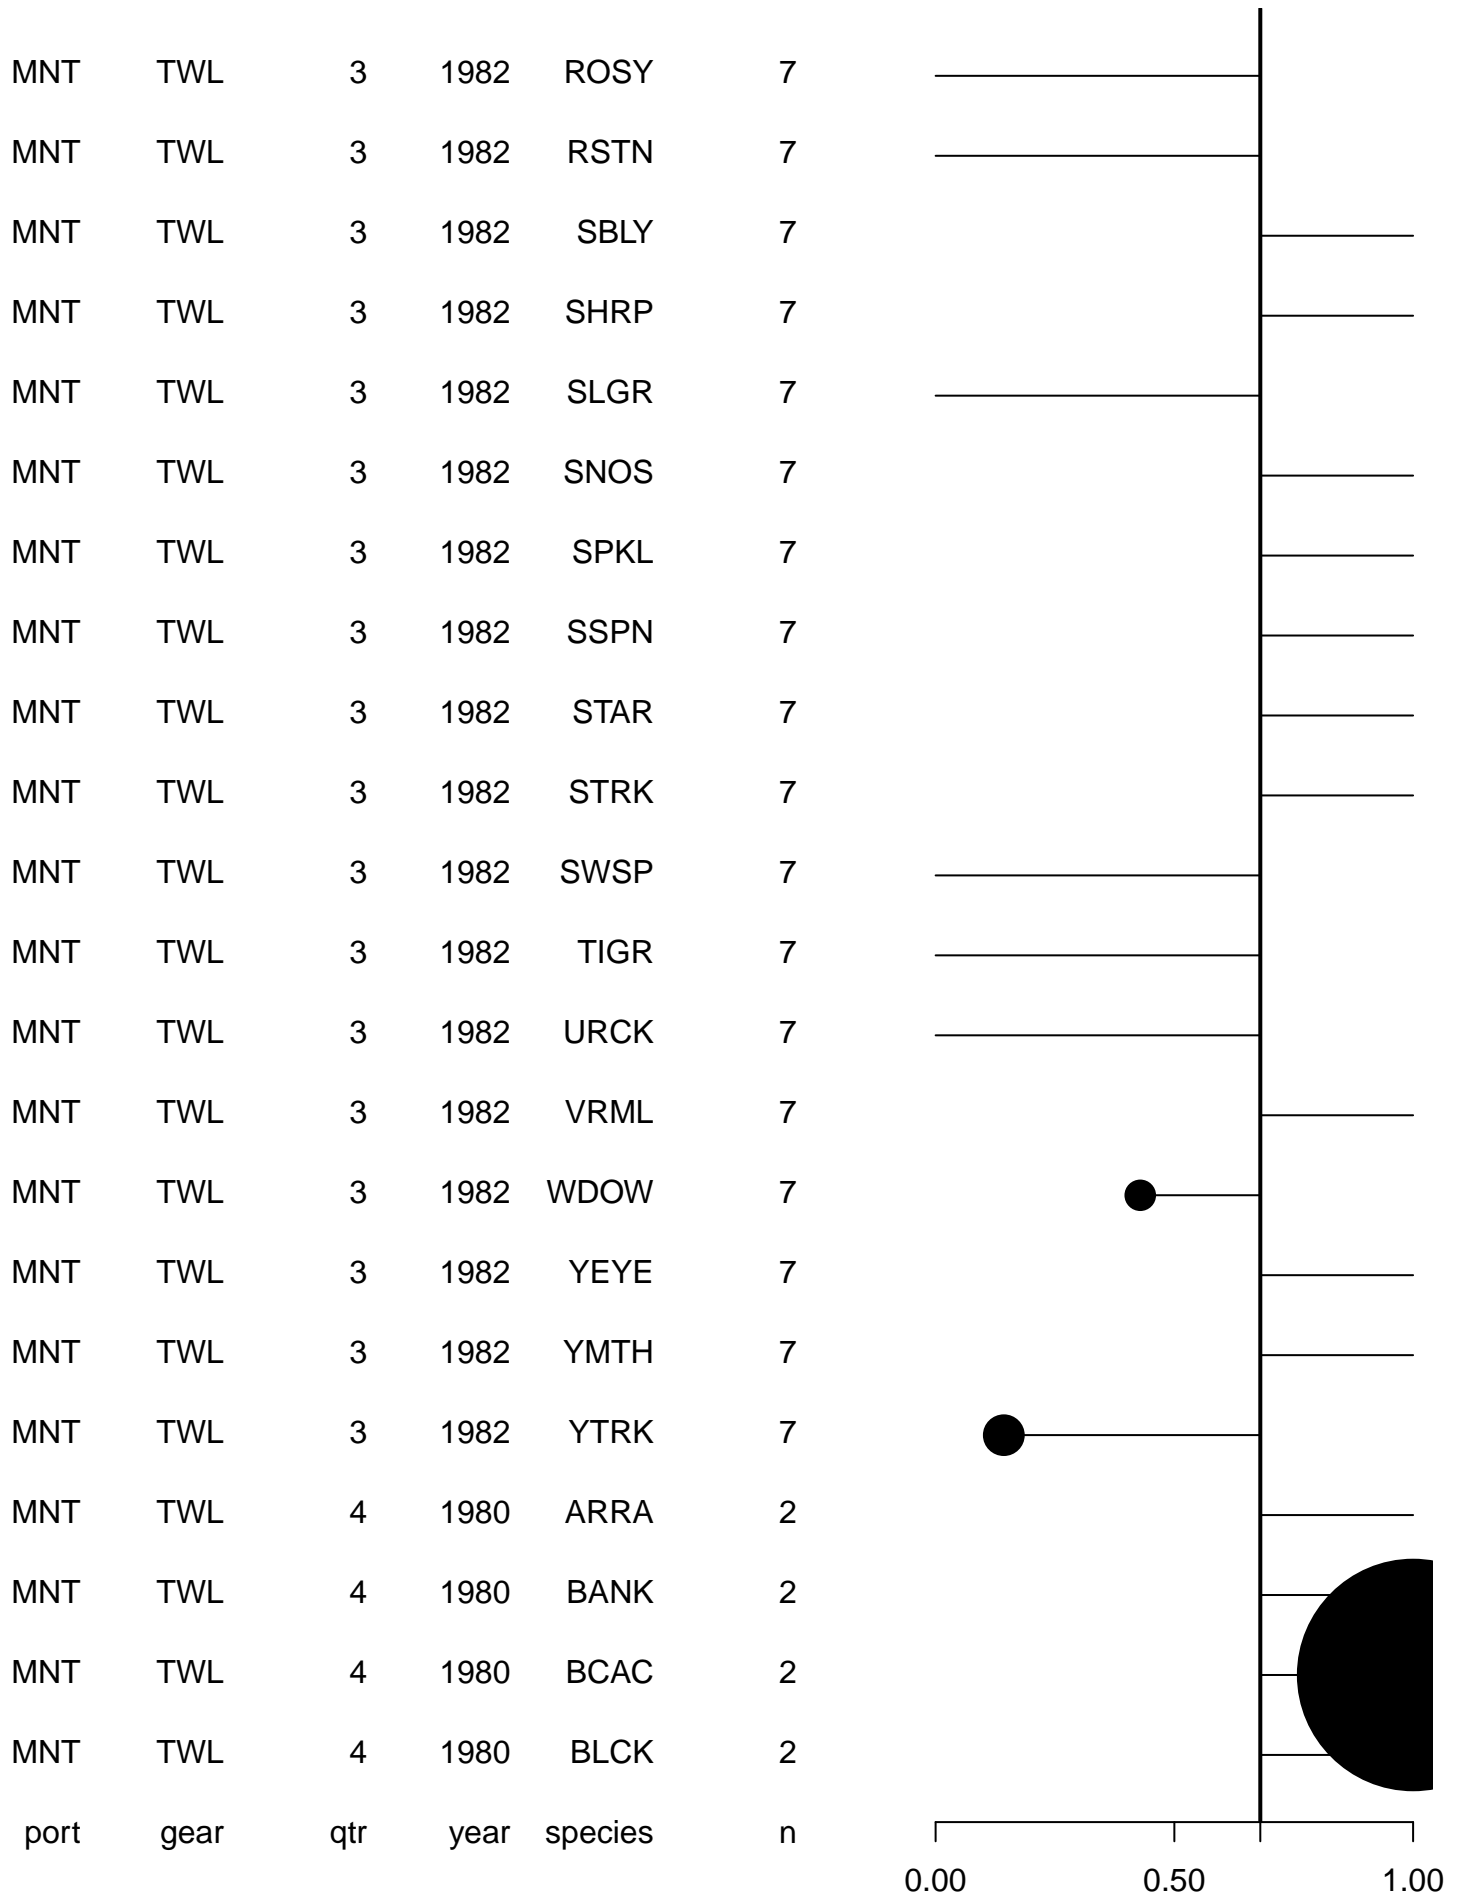 MNT TWL 3 1982 ROSY 7
MNT TWL 3 1982 RSTN 7
MNT TWL 3 1982 SBLY 7
MNT TWL 3 1982 SHRP 7
MNT TWL 3 1982 SLGR 7
MNT TWL 3 1982 SNOS 7
MNT TWL 3 1982 SPKL 7
MNT TWL 3 1982 SSPN 7
MNT TWL 3 1982 STAR 7
MNT TWL 3 1982 STRK 7
MNT TWL 3 1982 SWSP 7
MNT TWL 3 1982 TIGR 7
MNT TWL 3 1982 URCK 7
MNT TWL 3 1982 VRML 7
MNT TWL 3 1982 WDOW 7
MNT TWL 3 1982 YEYE 7
MNT TWL 3 1982 YMTH 7
MNT TWL 3 1982 YTRK 7
MNT TWL 4 1980 ARRA 2
MNT TWL 4 1980 BANK 2
MNT TWL 4 1980 BCAC 2
MNT TWL 4 1980 BLCK 2
port gear qtr year species n
0.00 0.50 1.00